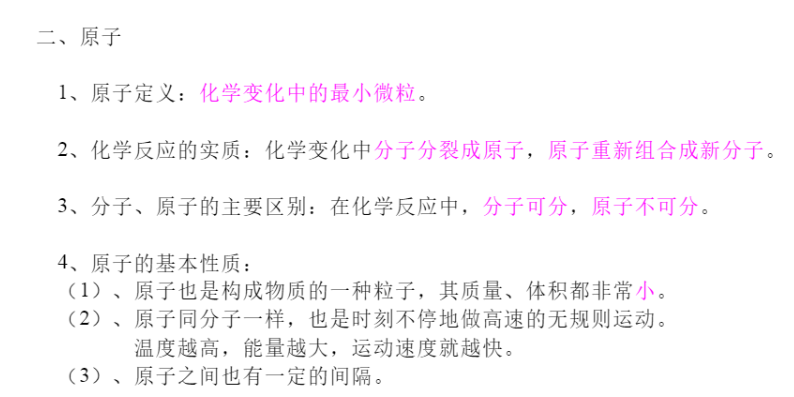 二、原子
1、原子定义：化学变化中的最小微粒。
2、化学反应的实质：化学变化中分子分裂成原子，原子重新组合成新分子。
3、分子、原子的主要区别：在化学反应中，分子可分，原子不可分。
4、原子的基本性质：
（1）、原子也是构成物质的一种粒子，其质量、体积都非常小。
（2）、原子同分子一样，也是时刻不停地做高速的无规则运动。
温度越高，能量越大，运动速度就越快。
（3）、原子之间也有一定的间隔。